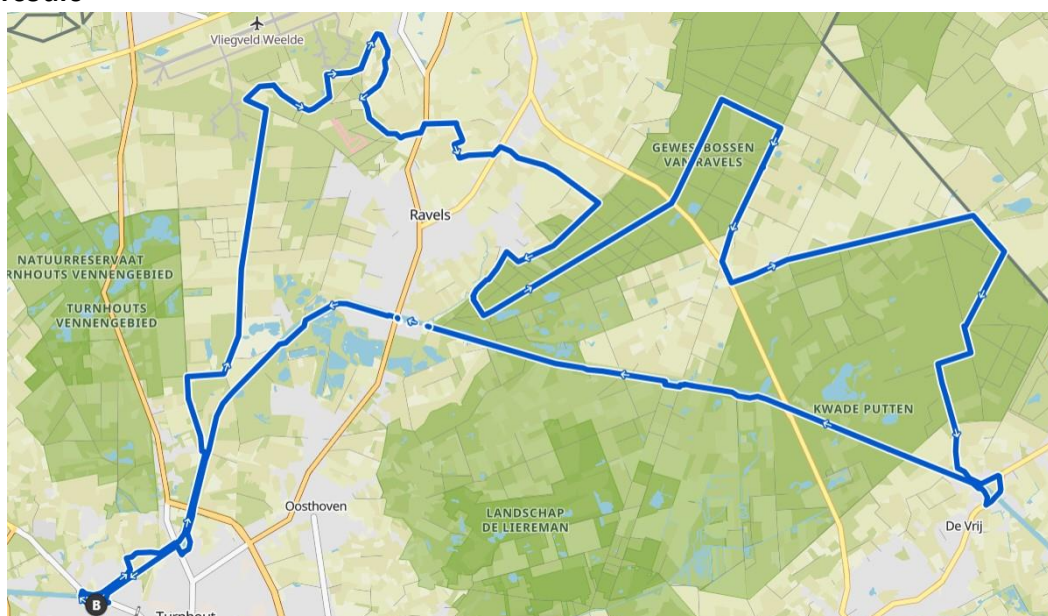 Vliegveld Weelde
GEWESTBOSSEN
VAN RAVELS
Ravels
NATUURRESERVAAT
TURNHOUTS VENNENGEBIED
TURNHOUTS
VENNENGEBIED
KWADE PUTTEN
Oosthoven
LANDSCHAP
DE LIEREMAN
De Vrij
B
Turnhout